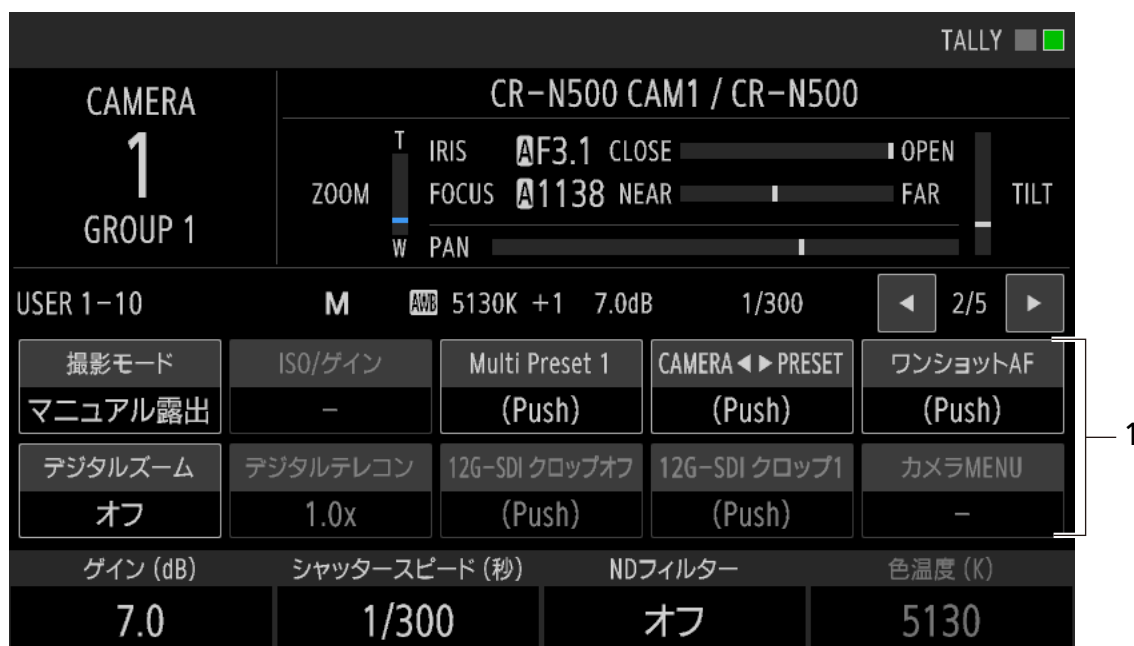 TALLY
CAMERA
1
GROUP 1
CR-N500 CAM1 / CR-N500
ZOOM
T
W
IRIS A F3.1 CLOSE OPEN
FOCUS A 1138 NEAR FAR
PAN
TILT
USER 1-10 M AWB 5130K +1 7.0dB 1/300 ◀ 2/5 ▶
撮影モード ISO/ゲイン Multi Preset 1 CAMERA◀▶PRESET ワンショットAF
マニュアル露出 - (Push) (Push) (Push)
デジタルズーム デジタルテレコン 12G-SDI クロップオフ 12G-SDI クロップ1 カメラMENU
オフ 1.0x (Push) (Push) -
1
ゲイン (dB) シャッタースピード (秒) NDフィルター 色温度 (K)
7.0 1/300 オフ 5130